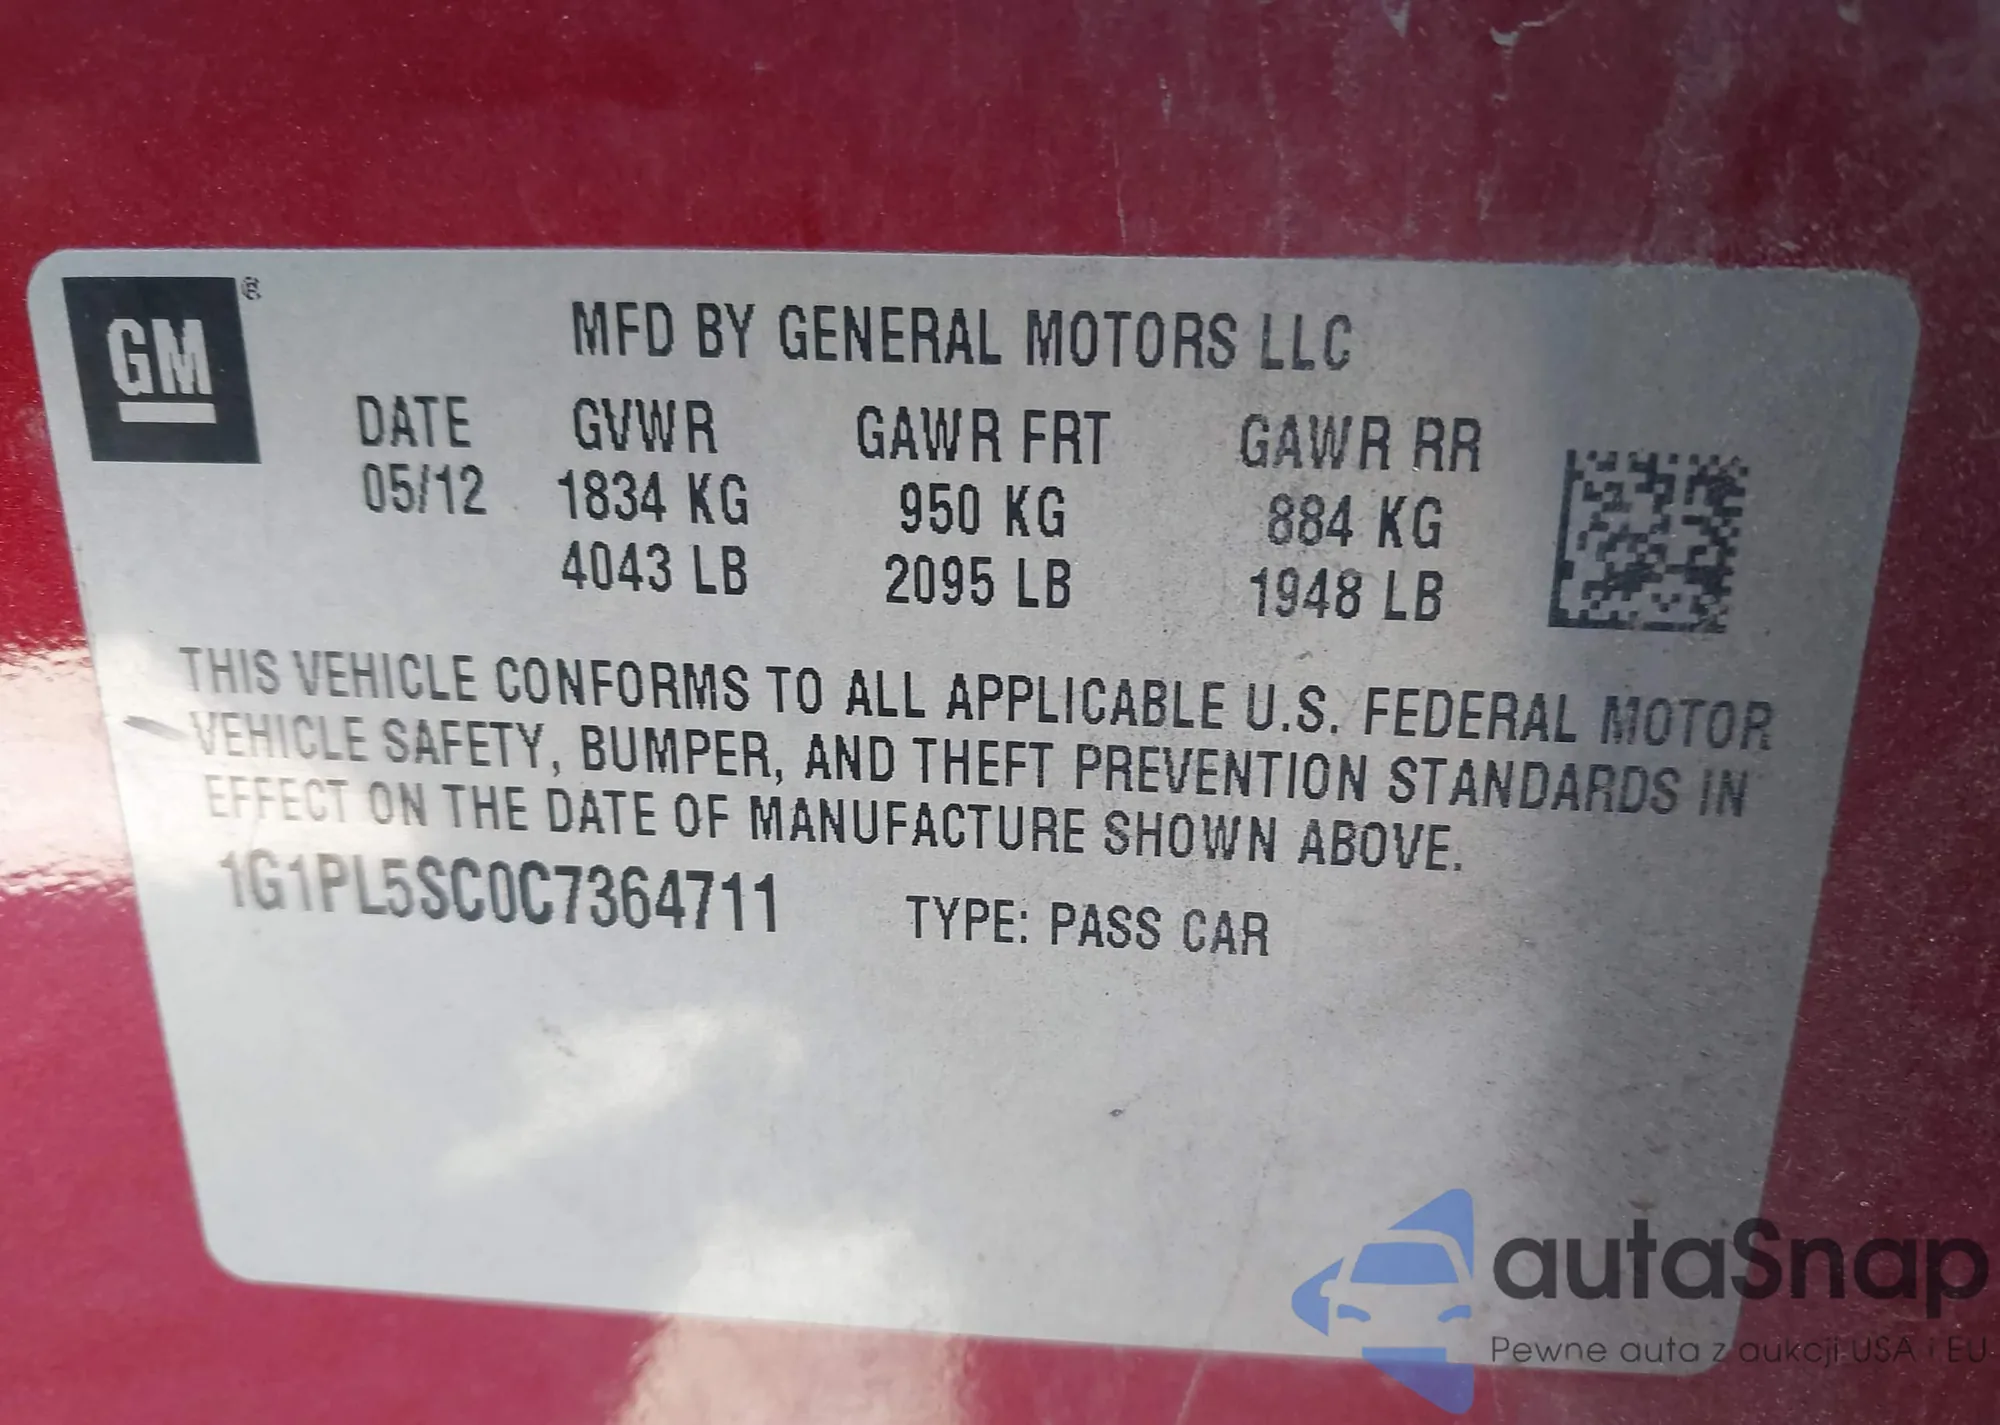 GM®
MFD BY GENERAL MOTORS LLC
DATE GVWR GAWR FRT GAWR RR
05/12 1834 KG 950 KG 884 KG
4043 LB 2095 LB 1948 LB
THIS VEHICLE CONFORMS TO ALL APPLICABLE U.S. FEDERAL MOTOR
VEHICLE SAFETY, BUMPER, AND THEFT PREVENTION STANDARDS IN
EFFECT ON THE DATE OF MANUFACTURE SHOWN ABOVE.
1G1PL5SC0C7364711 TYPE: PASS CAR
autaSnap
Pewne auta z aukcji USA i EU